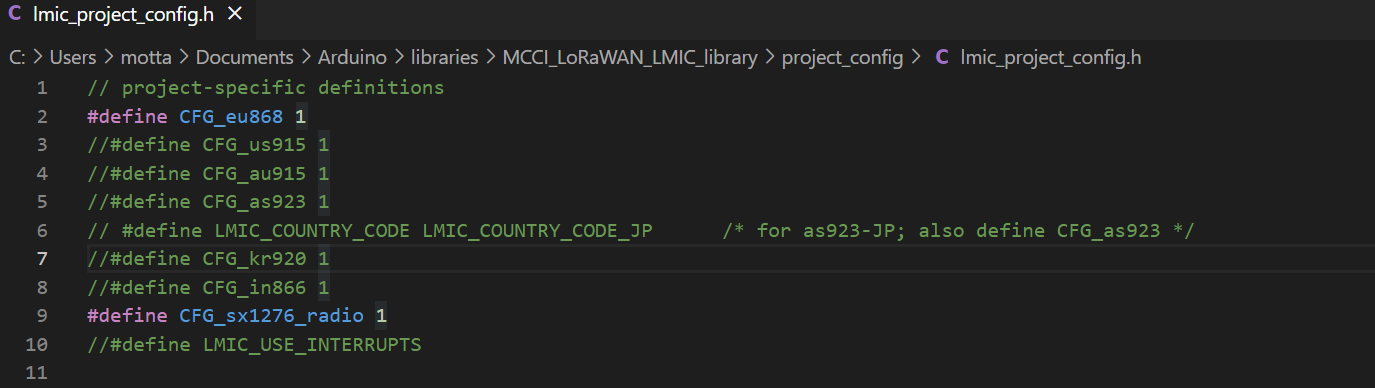 C lmic_project_config.h ×
C: > Users > motta > Documents > Arduino > libraries > MCCI_LoRaWAN_LMIC_library > project_config > C lmic_project_config.h
1 // project-specific definitions
2 #define CFG_eu868 1
3 //#define CFG_us915 1
4 //#define CFG_au915 1
5 //#define CFG_as923 1
6 // #define LMIC_COUNTRY_CODE LMIC_COUNTRY_CODE_JP /* for as923-JP; also define CFG_as923 */
7 //#define CFG_kr920 1
8 //#define CFG_in866 1
9 #define CFG_sx1276_radio 1
10 //#define LMIC_USE_INTERRUPTS
11